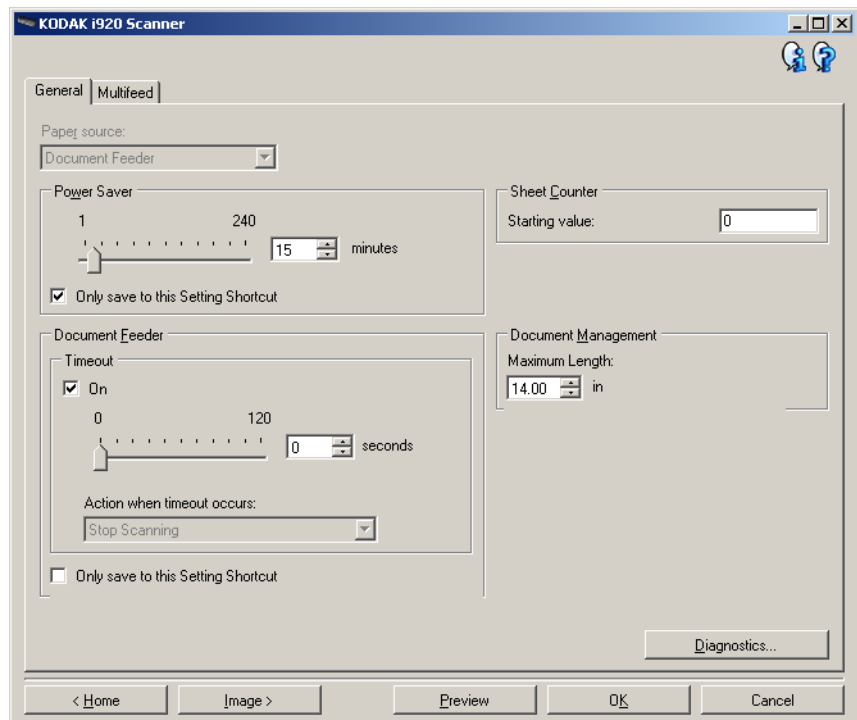 KODAK i920 Scanner
General
Multifeed
Paper source:
Document Feeder
Power Saver
1 240
15 minutes
Only save to this Setting Shortcut
Sheet Counter
Starting value: 0
Document Feeder
Timeout
On
0 120
0 seconds
Action when timeout occurs:
Stop Scanning
Only save to this Setting Shortcut
Document Management
Maximum Length:
14.00 in
Diagnostics...
< Home
Image >
Preview
OK
Cancel